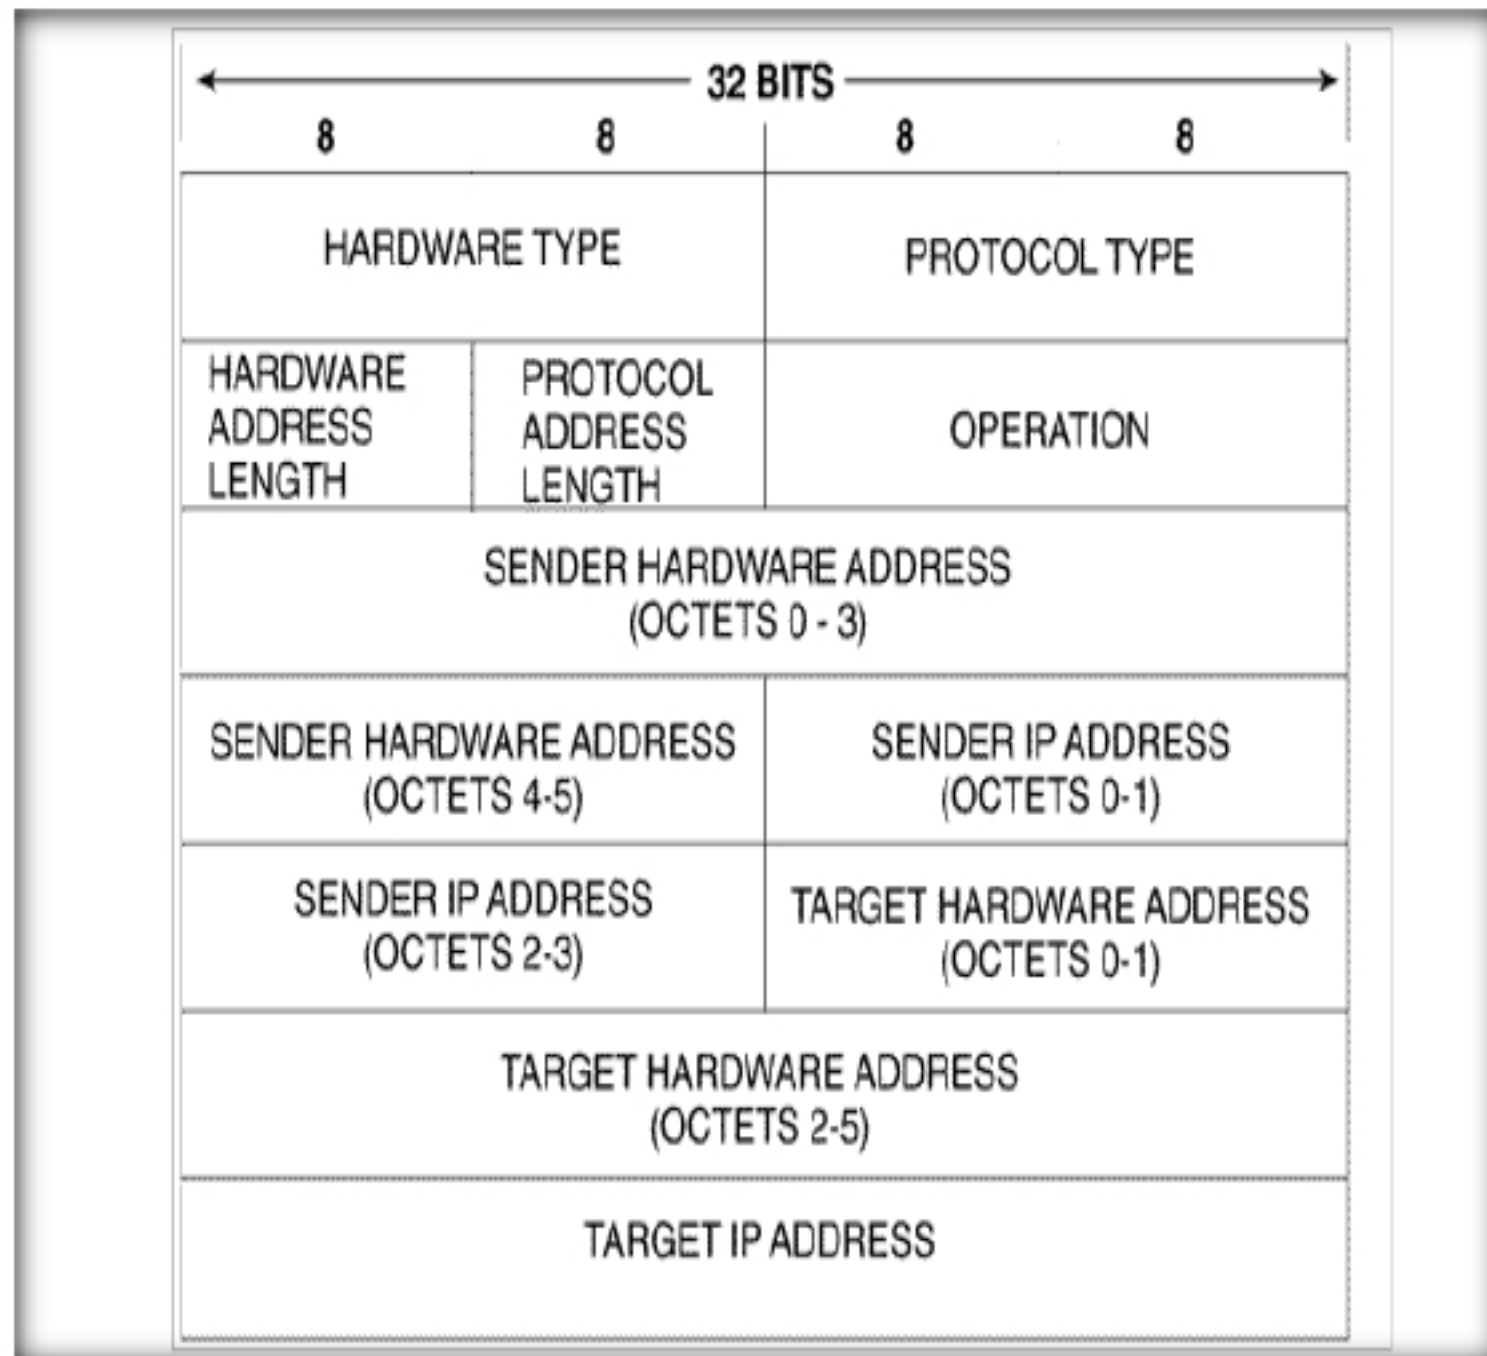 32 BITS
8 8 8 8
HARDWARE TYPE
PROTOCOL TYPE
HARDWARE
ADDRESS
LENGTH
PROTOCOL
ADDRESS
LENGTH
OPERATION
SENDER HARDWARE ADDRESS
(OCTETS 0 - 3)
SENDER HARDWARE ADDRESS
(OCTETS 4-5)
SENDER IP ADDRESS
(OCTETS 0-1)
SENDER IP ADDRESS
(OCTETS 2-3)
TARGET HARDWARE ADDRESS
(OCTETS 0-1)
TARGET HARDWARE ADDRESS
(OCTETS 2-5)
TARGET IP ADDRESS